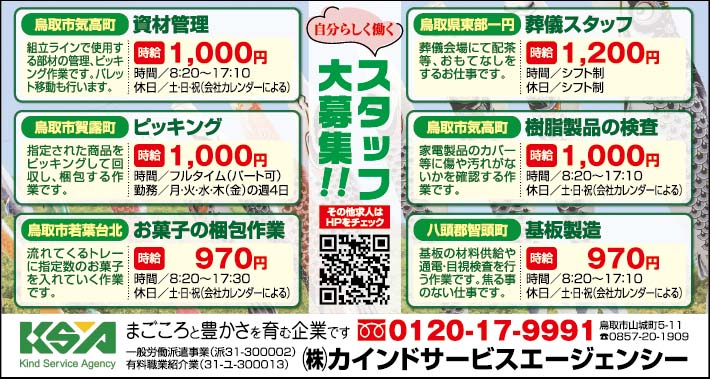 鳥取市気高町 資材管理
組立ラインで使用す
る部材の管理、ピッキ
ング作業です。パレッ
ト移動も行います。
時給 1,000円
時間／8:20～17:10
休日／土・日・祝(会社カレンダーによる)
鳥取市賀露町 ピッキング
指定された商品を
ピッキングして回
収し、梱包する作
業です。
時給 1,000円
時間／フルタイム(パート可)
勤務／月・火・水・木(金)の週4日
鳥取市若葉台北 お菓子の梱包作業
流れてくるトレー
に指定数のお菓子
を入れていく作業
です。
時給 970円
時間／8:20～17:30
休日／土・日・祝(会社カレンダーによる)
自分らしく働く
スタッフ
大募集!!
その他求人は
HPをチェック
鳥取県東部一円 葬儀スタッフ
葬儀会場にて配茶
等、おもてなしを
するお仕事です。
時給 1,200円
時間／シフト制
休日／シフト制
鳥取市気高町 樹脂製品の検査
家電製品のカバー
等に傷や汚れがな
いかを確認する作
業です。
時給 1,000円
時間／8:20～17:10
休日／土・日・祝(会社カレンダーによる)
八頭郡智頭町 基板製造
基板の材料供給や
通電・目視検査を行
う作業です。焦る事
のない仕事です。
時給 970円
時間／8:20～17:10
休日／土・日・祝(会社カレンダーによる)
KSA
Kind Service Agency
まごころと豊かさを育む企業です
0120-17-9991
鳥取市山城町5-11
☎0857-20-1909
一般労働派遣事業(派31-300002)
有料職業紹介業(31-ユ-300013)
㈱カインドサービスエージェンシー